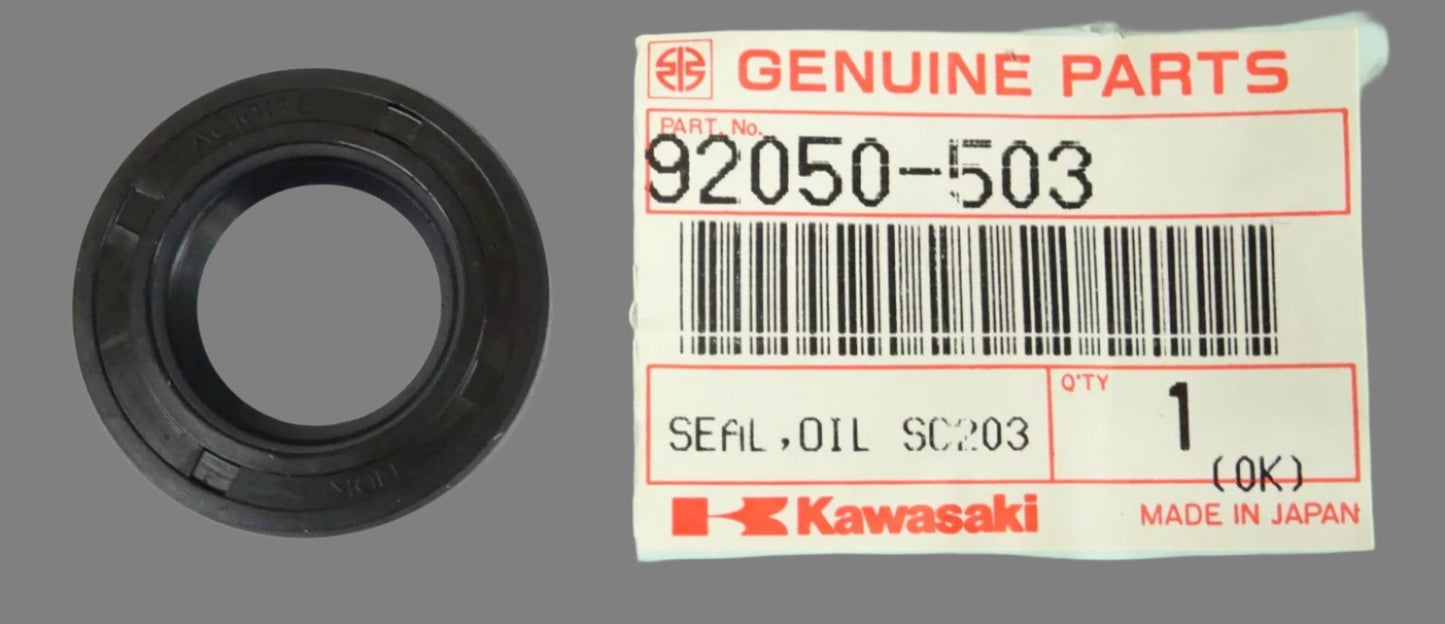 GENUINE PARTS
PART. No.
92050-503
SEAL,OIL SC203
Q'TY
1
(OK)
Kawasaki
MADE IN JAPAN